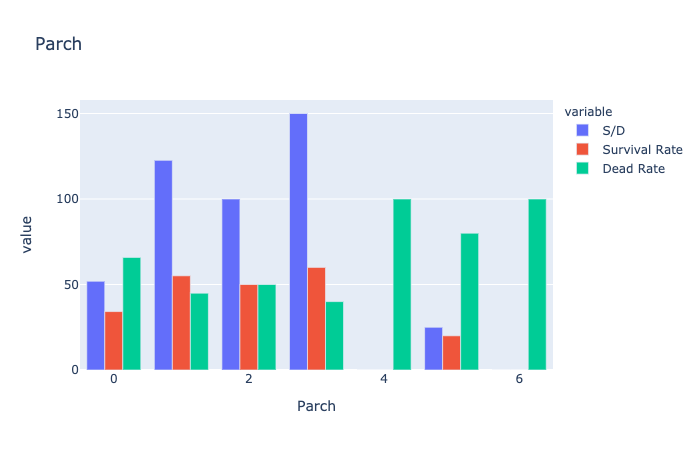 Parch
variable
S/D
Survival Rate
Dead Rate
150
100
50
0
value
0 2 4 6
Parch